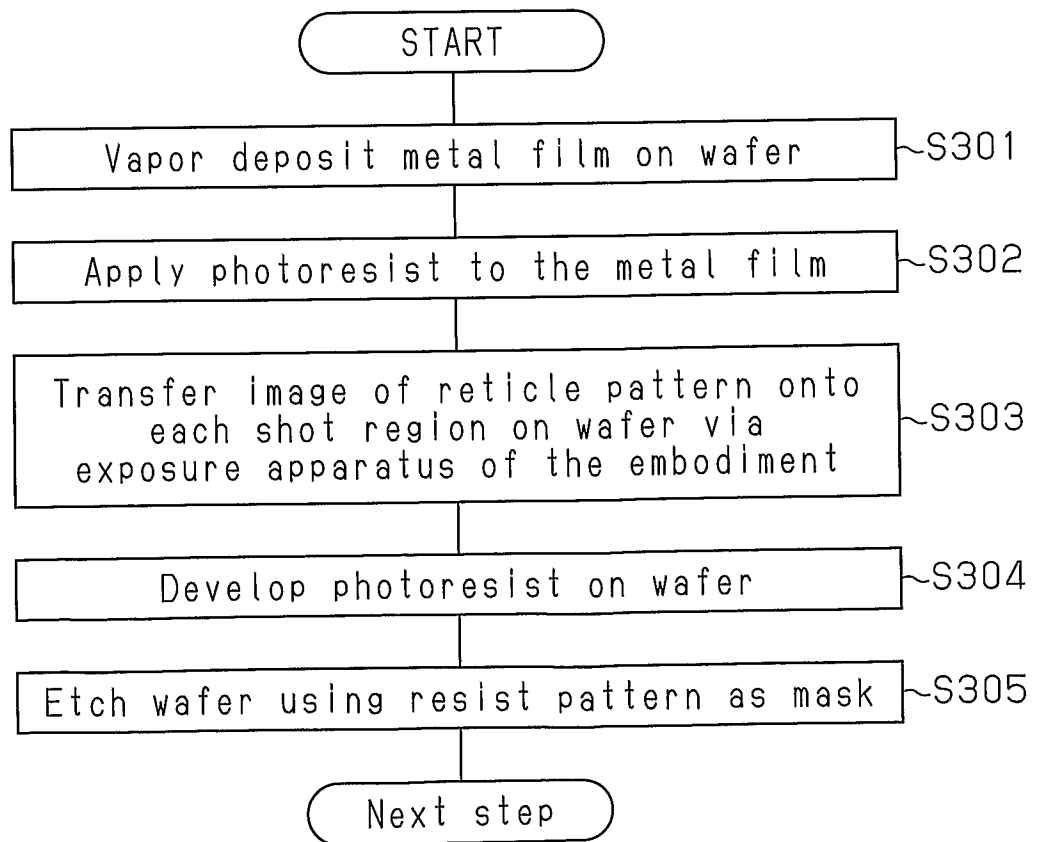 START
Vapor deposit metal film on wafer
S301
Apply photoresist to the metal film
S302
Transfer image of reticle pattern onto
each shot region on wafer via
exposure apparatus of the embodiment
S303
Develop photoresist on wafer
S304
Etch wafer using resist pattern as mask
S305
Next step